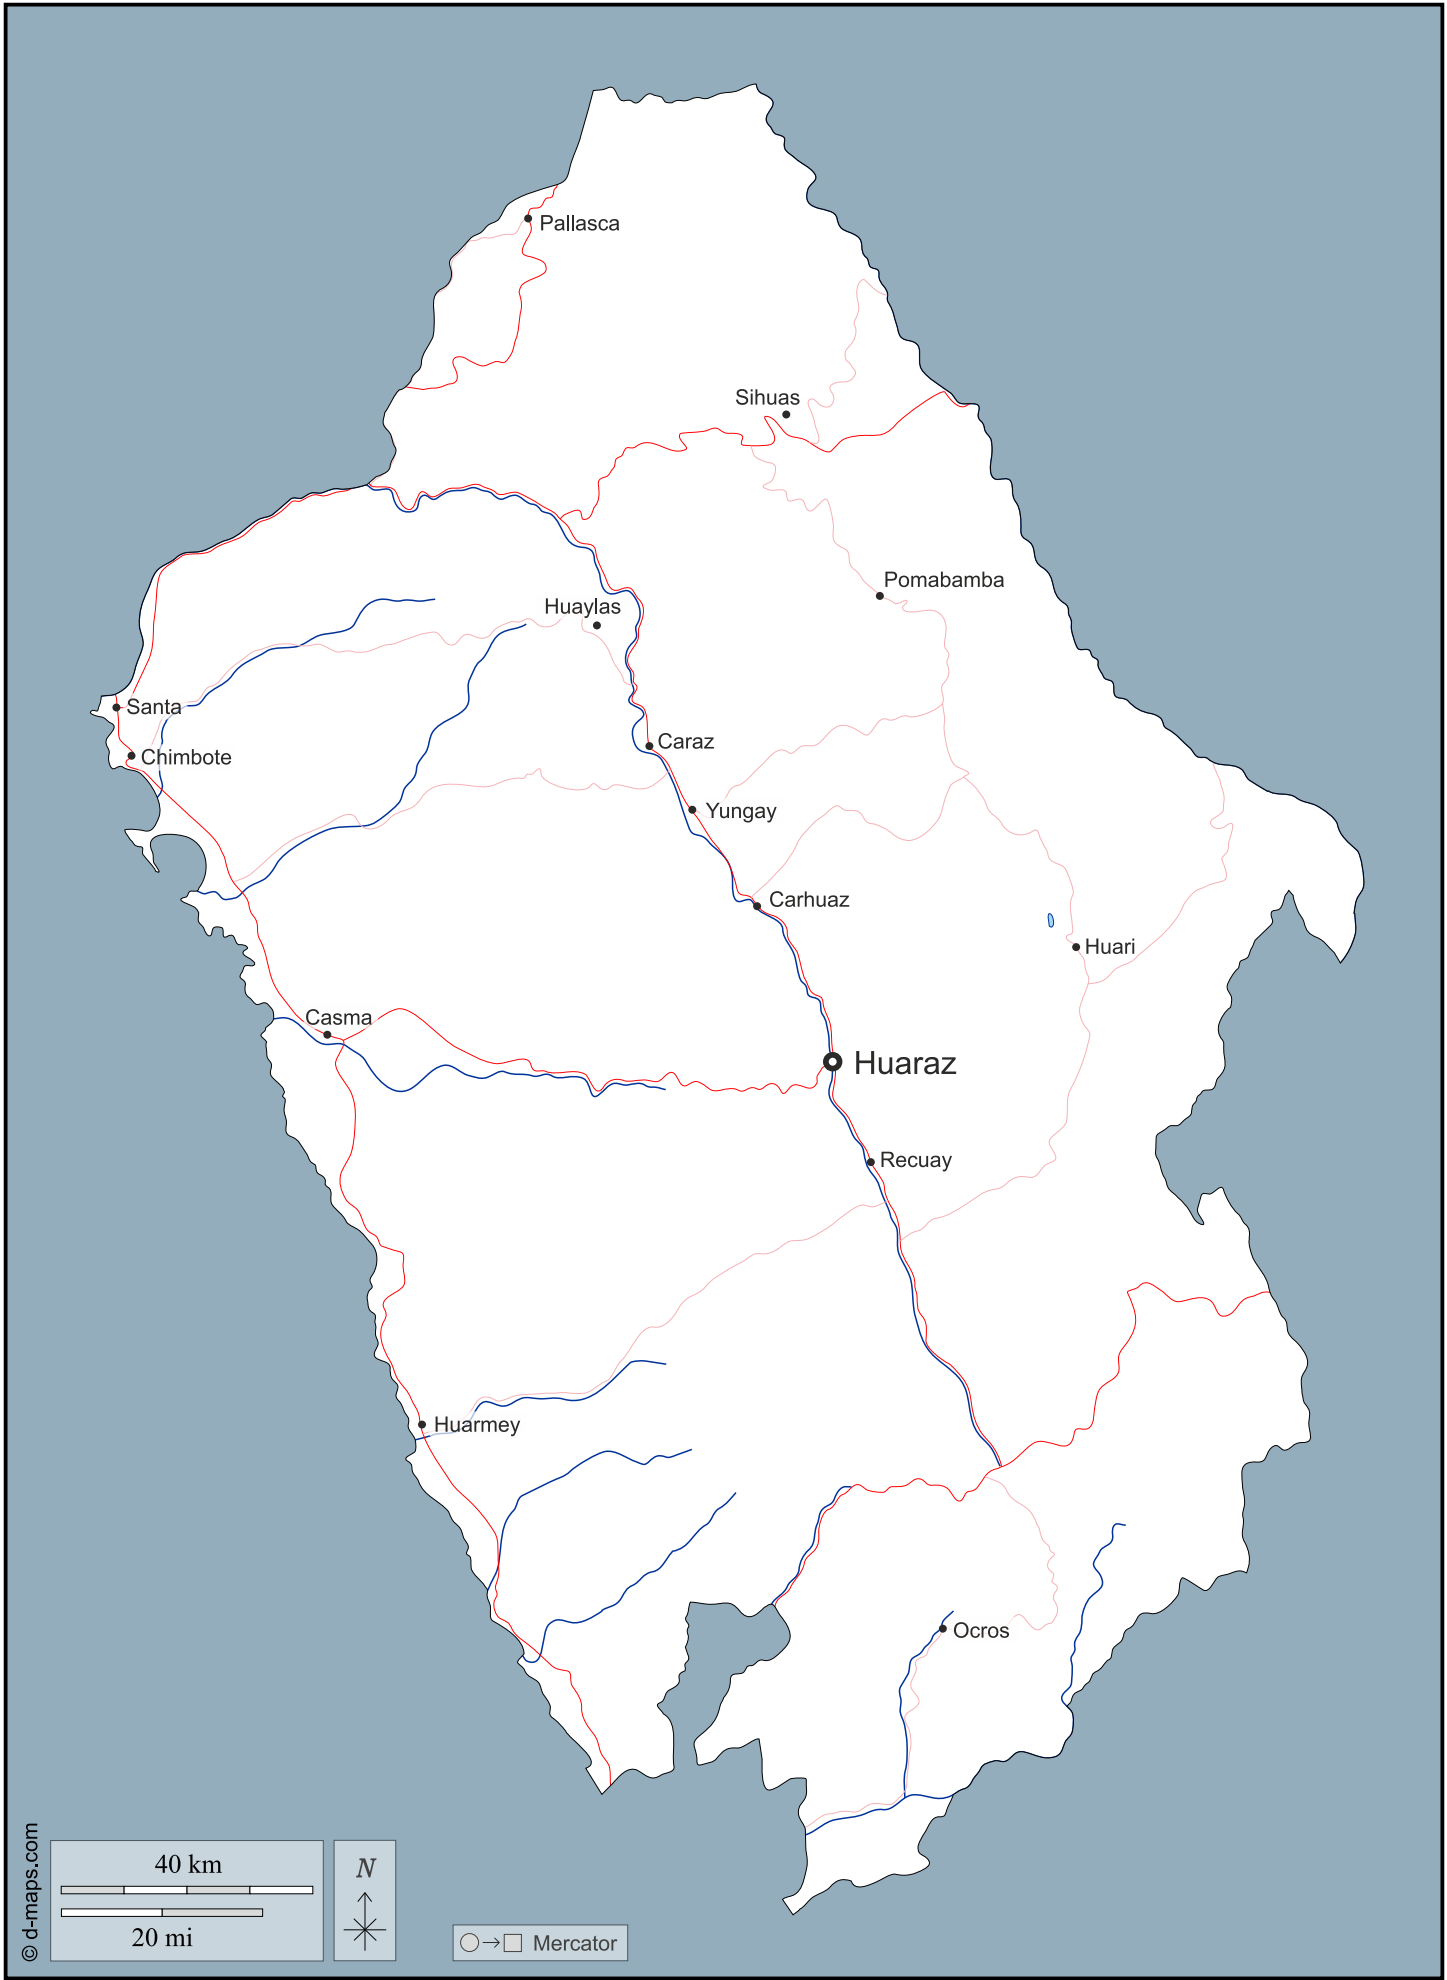 Pallasca
Sihuas
Pomabamba
Huaylas
Santa
Caraz
Chimbote
Yungay
Carhuaz
Huari
Casma
Huaraz
Recuay
Huarmey
Ocros
© d-maps.com
40 km
20 mi
N
Mercator